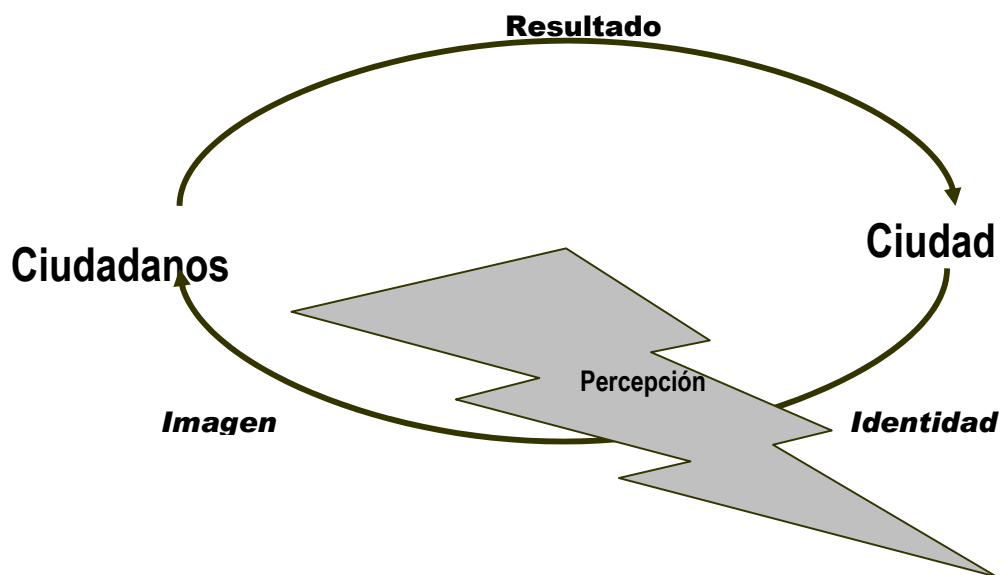 Resultado
Ciudad
Ciudadanos
Percepción
Imagen
Identidad